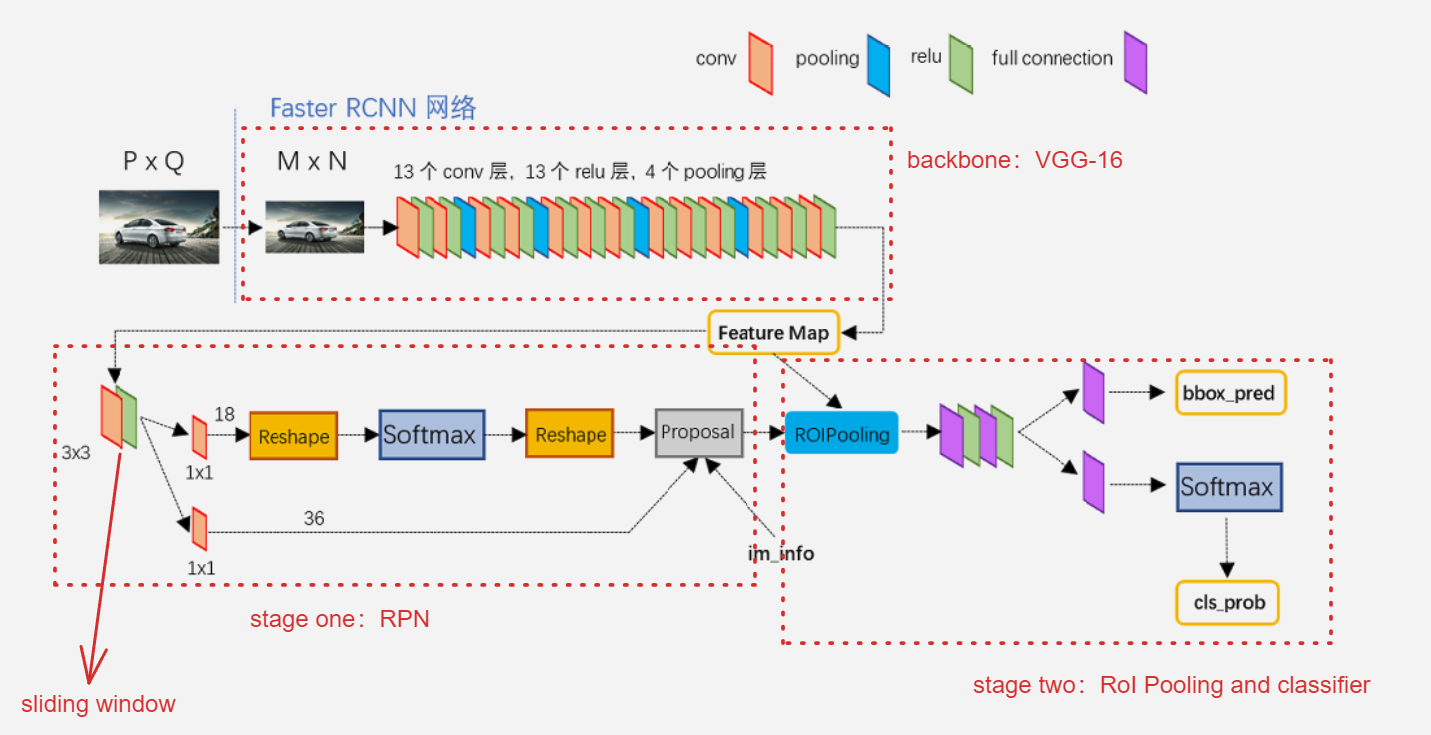 conv
pooling
relu
full connection
Faster RCNN 网络
P x Q
M x N
13 个 conv 层,13 个 relu 层,4 个 pooling 层
backbone：VGG-16
Feature Map
3x3
18
1x1
Reshape
Softmax
Reshape
Proposal
ROIPooling
bbox_pred
Softmax
36
1x1
im_info
cls_prob
stage one：RPN
sliding window
stage two：RoI Pooling and classifier